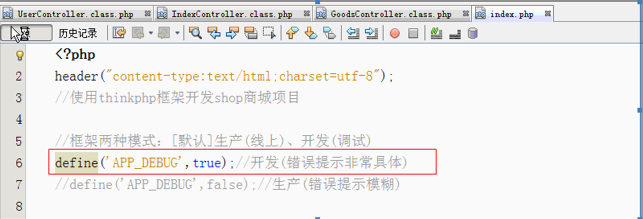 UserController.class.php IndexController.class.php GoodsController.class.php index.php
历史记录
<?php
2 header("content-type:text/html;charset=utf-8");
3 //使用thinkphp框架开发shop商城项目
4
5 //框架两种模式：[默认]生产(线上)、开发(调试)
6 define('APP_DEBUG',true);//开发(错误提示非常具体)
7 //define('APP_DEBUG',false);//生产(错误提示模糊)
8